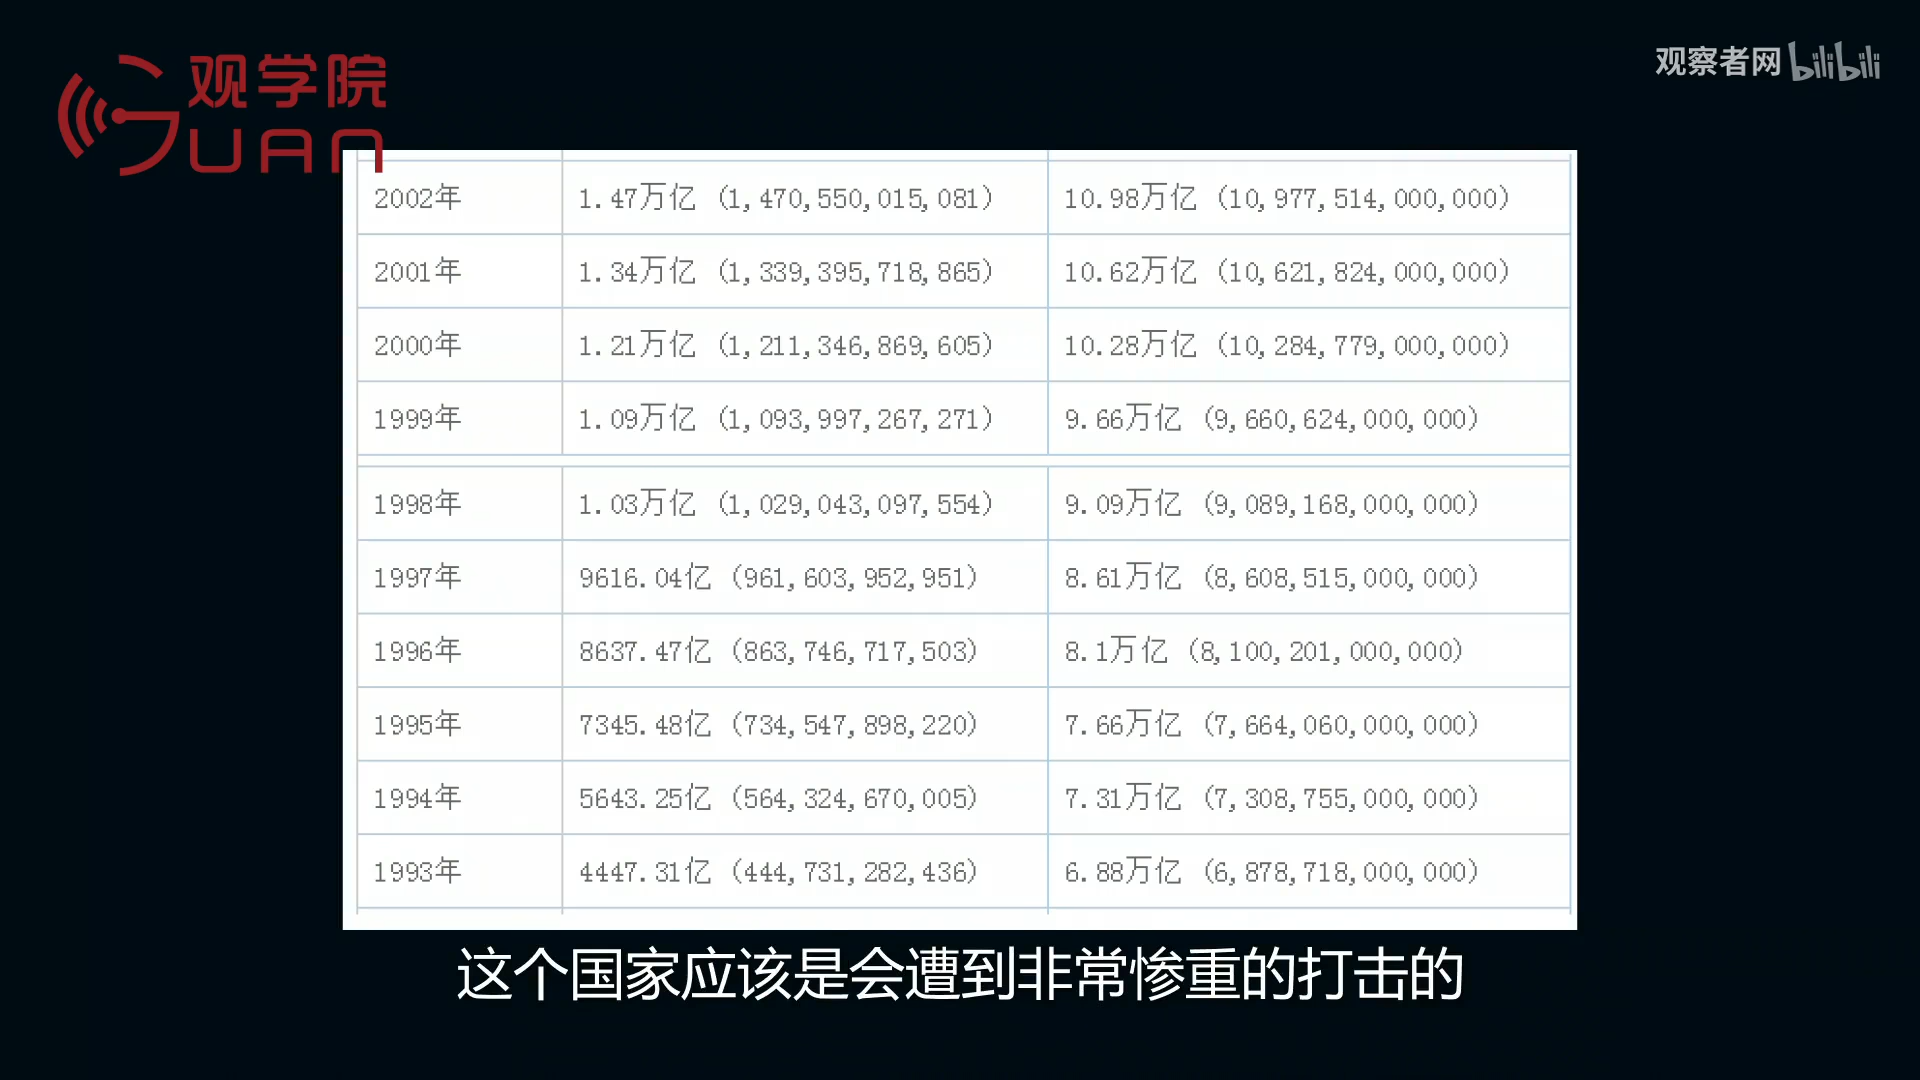 观学院
GUAN
观察者网 bilibili
2002年 1.47万亿 (1,470,550,015,081) 10.98万亿 (10,977,514,000,000)
2001年 1.34万亿 (1,339,395,718,865) 10.62万亿 (10,621,824,000,000)
2000年 1.21万亿 (1,211,346,869,605) 10.28万亿 (10,284,779,000,000)
1999年 1.09万亿 (1,093,997,267,271) 9.66万亿 (9,660,624,000,000)
1998年 1.03万亿 (1,029,043,097,554) 9.09万亿 (9,089,168,000,000)
1997年 9616.04亿 (961,603,952,951) 8.61万亿 (8,608,515,000,000)
1996年 8637.47亿 (863,746,717,503) 8.1万亿 (8,100,201,000,000)
1995年 7345.48亿 (734,547,898,220) 7.66万亿 (7,664,060,000,000)
1994年 5643.25亿 (564,324,670,005) 7.31万亿 (7,308,755,000,000)
1993年 4447.31亿 (444,731,282,436) 6.88万亿 (6,878,718,000,000)
这个国家应该是会遭到非常惨重的打击的